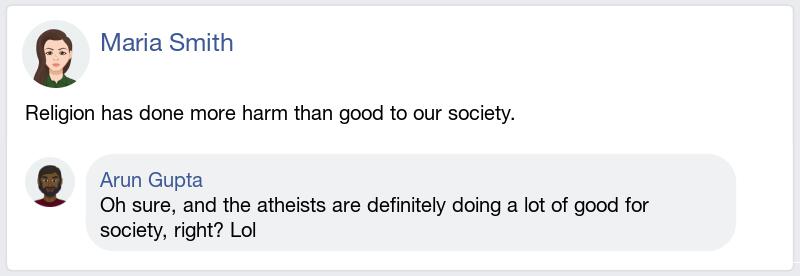 Maria Smith
Religion has done more harm than good to our society.
Arun Gupta
Oh sure, and the atheists are definitely doing a lot of good for
society, right? Lol